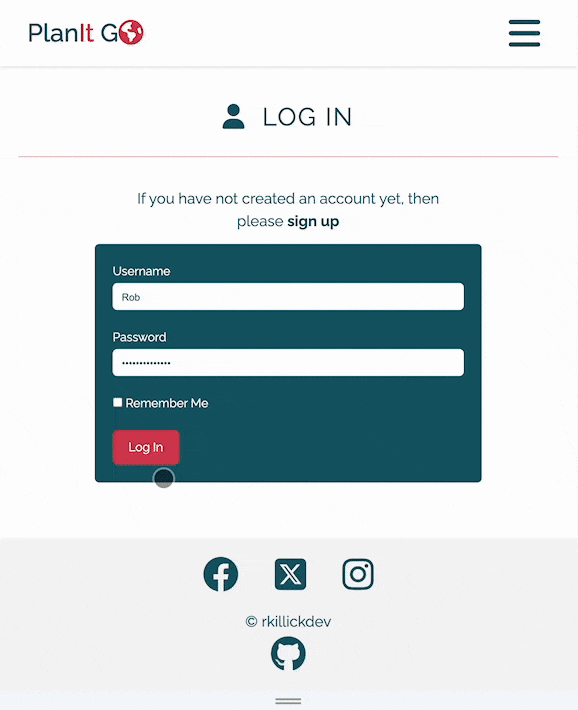 PlanIt GO
LOG IN
If you have not created an account yet, then
please sign up
Username
Rob
Password
Remember Me
Log In
© rkillickdev